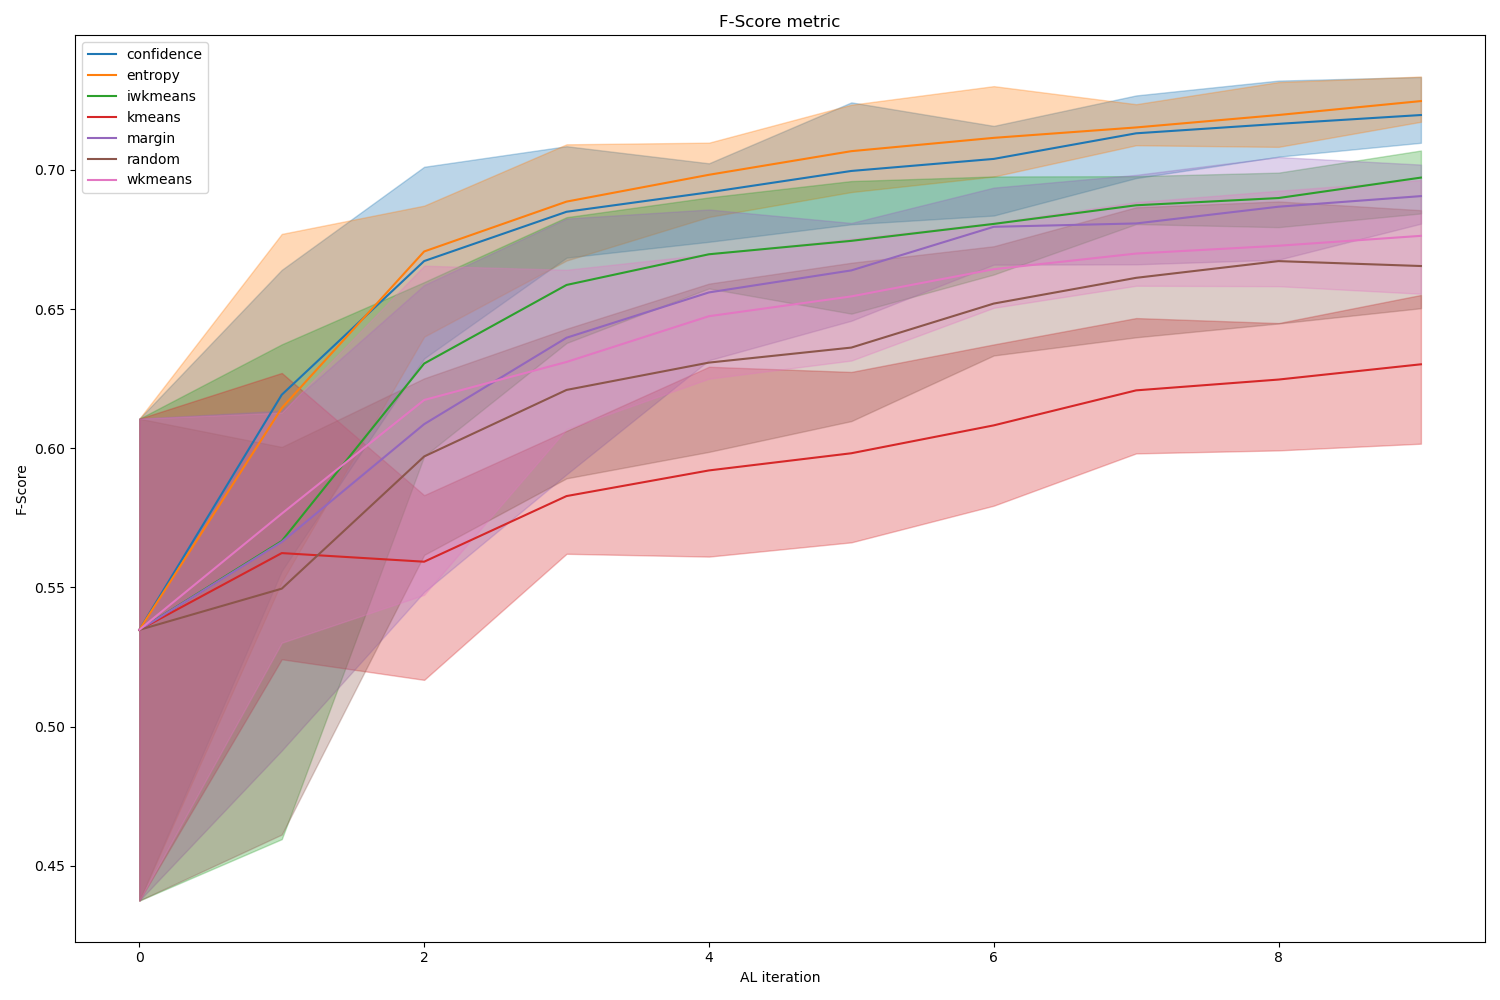 F-Score metric
confidence
entropy
iwkmeans
kmeans
margin
random
wkmeans
0.70
0.65
0.60
0.55
0.50
0.45
F-Score
0 2 4 6 8
AL iteration